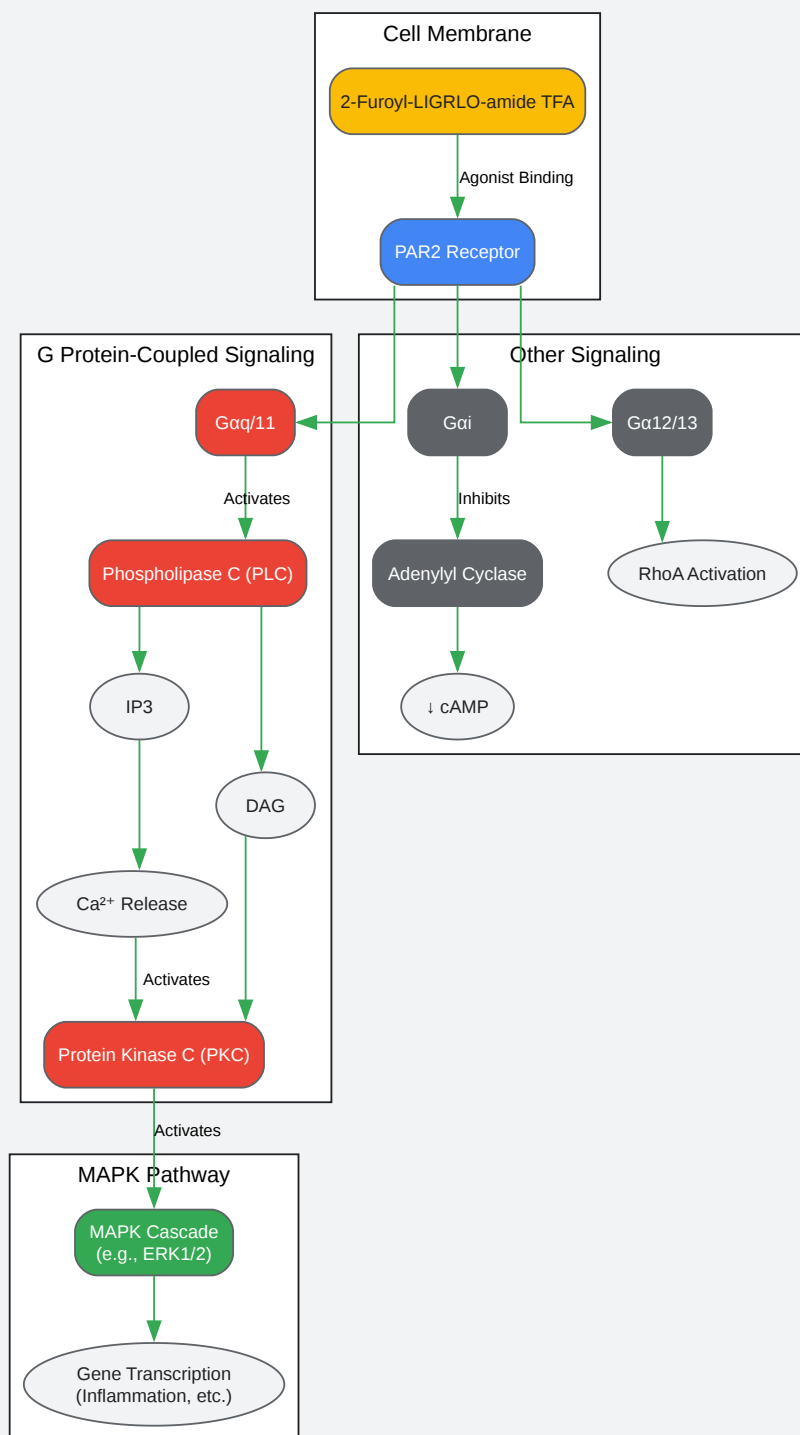 Cell Membrane
2-Furoyl-LIGRLO-amide TFA
Agonist Binding
PAR2 Receptor
G Protein-Coupled Signaling
Gαq/11
Activates
Phospholipase C (PLC)
IP3
DAG
Ca²⁺ Release
Activates
Protein Kinase C (PKC)
Activates
Other Signaling
Gαi
Gα12/13
Inhibits
Adenylyl Cyclase
RhoA Activation
↓ cAMP
MAPK Pathway
MAPK Cascade
(e.g., ERK1/2)
Gene Transcription
(Inflammation, etc.)